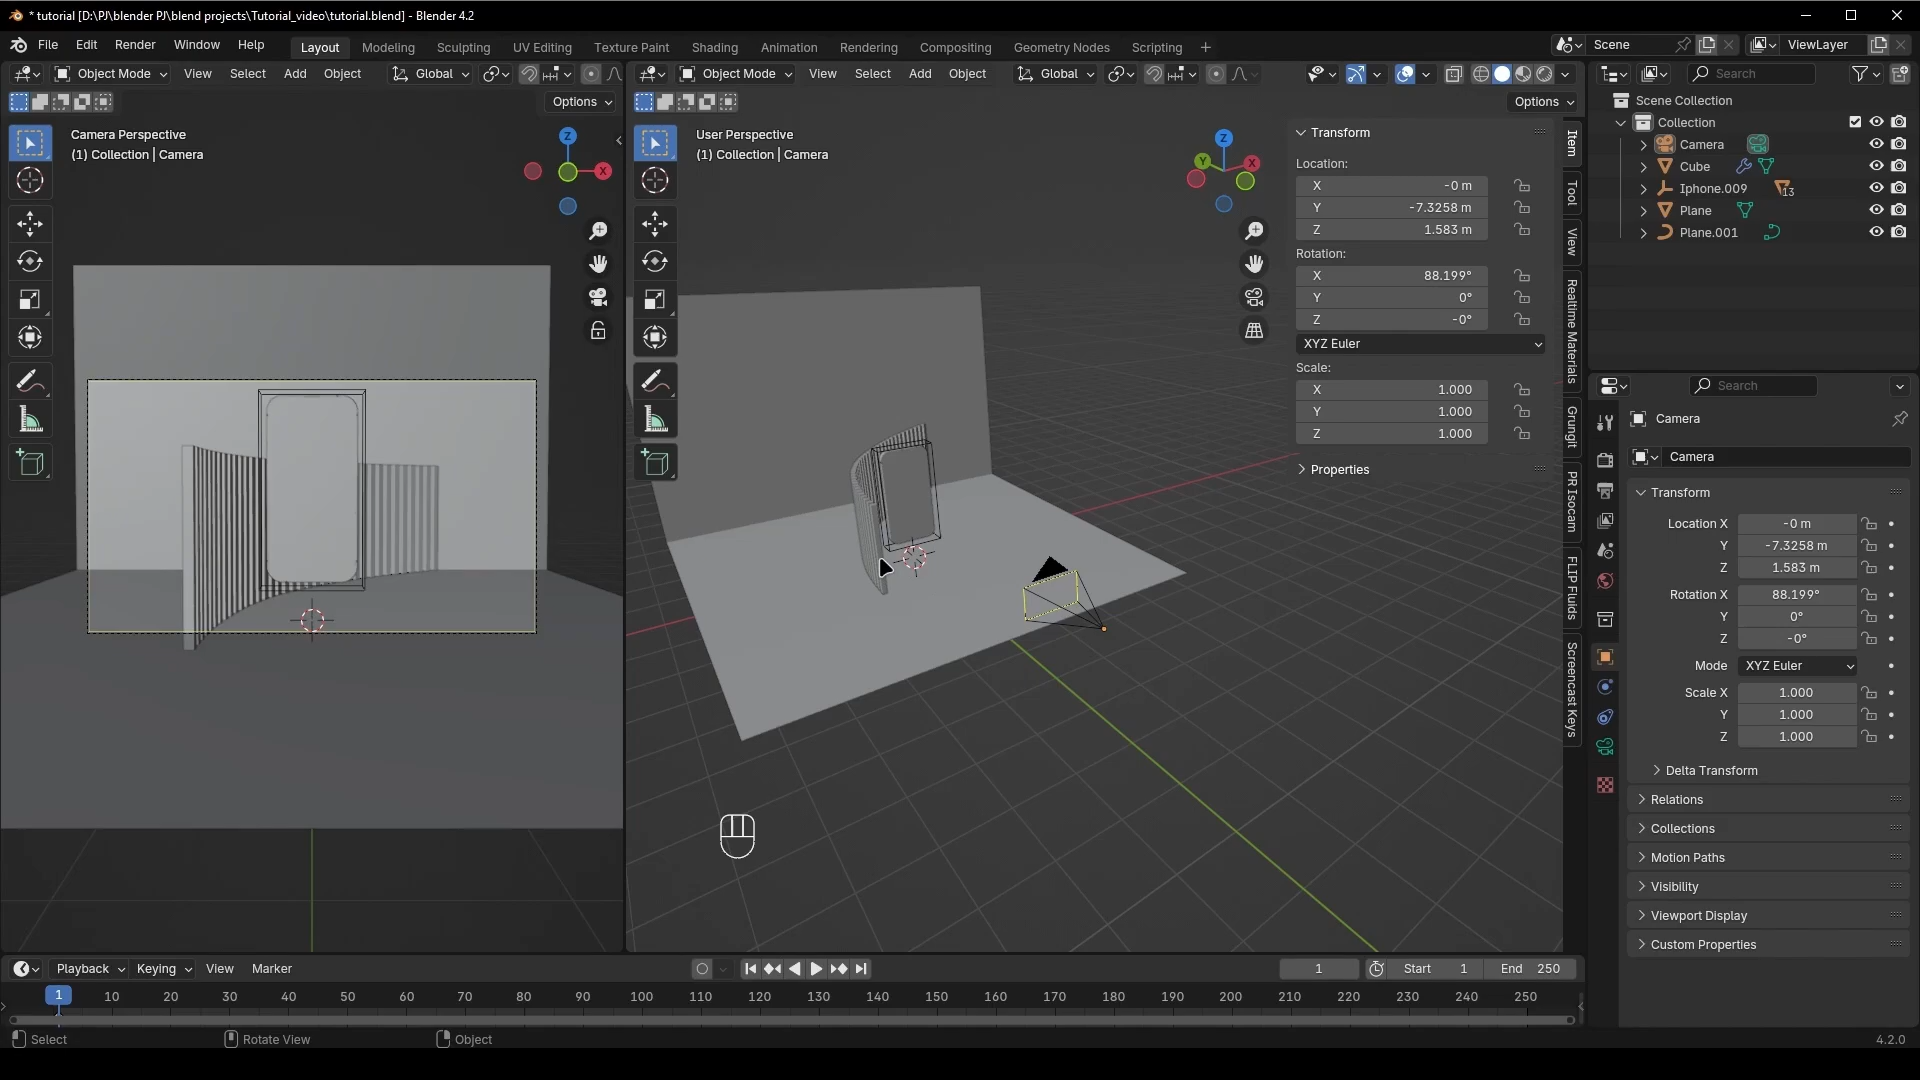 * tutorial [D:\PJ\blender PJ\blend projects\Tutorial_video\tutorial.blend] - Blender 4.2
File Edit Render Window Help Layout Modeling Sculpting UV Editing Texture Paint Shading Animation Rendering Compositing Geometry Nodes Scripting + Scene ViewLayer
Object Mode View Select Add Object Global
Options
Camera Perspective
(1) Collection | Camera
Z
X
Object Mode View Select Add Object Global
Options
User Perspective
(1) Collection | Camera
Z
Y
X
Transform
Location:
X -0 m
Y -7.3258 m
Z 1.583 m
Rotation:
X 88.199°
Y 0°
Z -0°
XYZ Euler
Scale:
X 1.000
Y 1.000
Z 1.000
Properties
Item
Tool
View
Realtime Materials
Grungit
PR Isocam
FLIP Fluids
Screencast Keys
Search
Scene Collection
Collection
Camera
Cube
Iphone.009 13
Plane
Plane.001
Search
Camera
Camera
Transform
Location X -0 m
Y -7.3258 m
Z 1.583 m
Rotation X 88.199°
Y 0°
Z -0°
Mode XYZ Euler
Scale X 1.000
Y 1.000
Z 1.000
Delta Transform
Relations
Collections
Motion Paths
Visibility
Viewport Display
Custom Properties
Playback Keying View Marker 1 Start 1 End 250
1 10 20 30 40 50 60 70 80 90 100 110 120 130 140 150 160 170 180 190 200 210 220 230 240 250
Select Rotate View Object 4.2.0